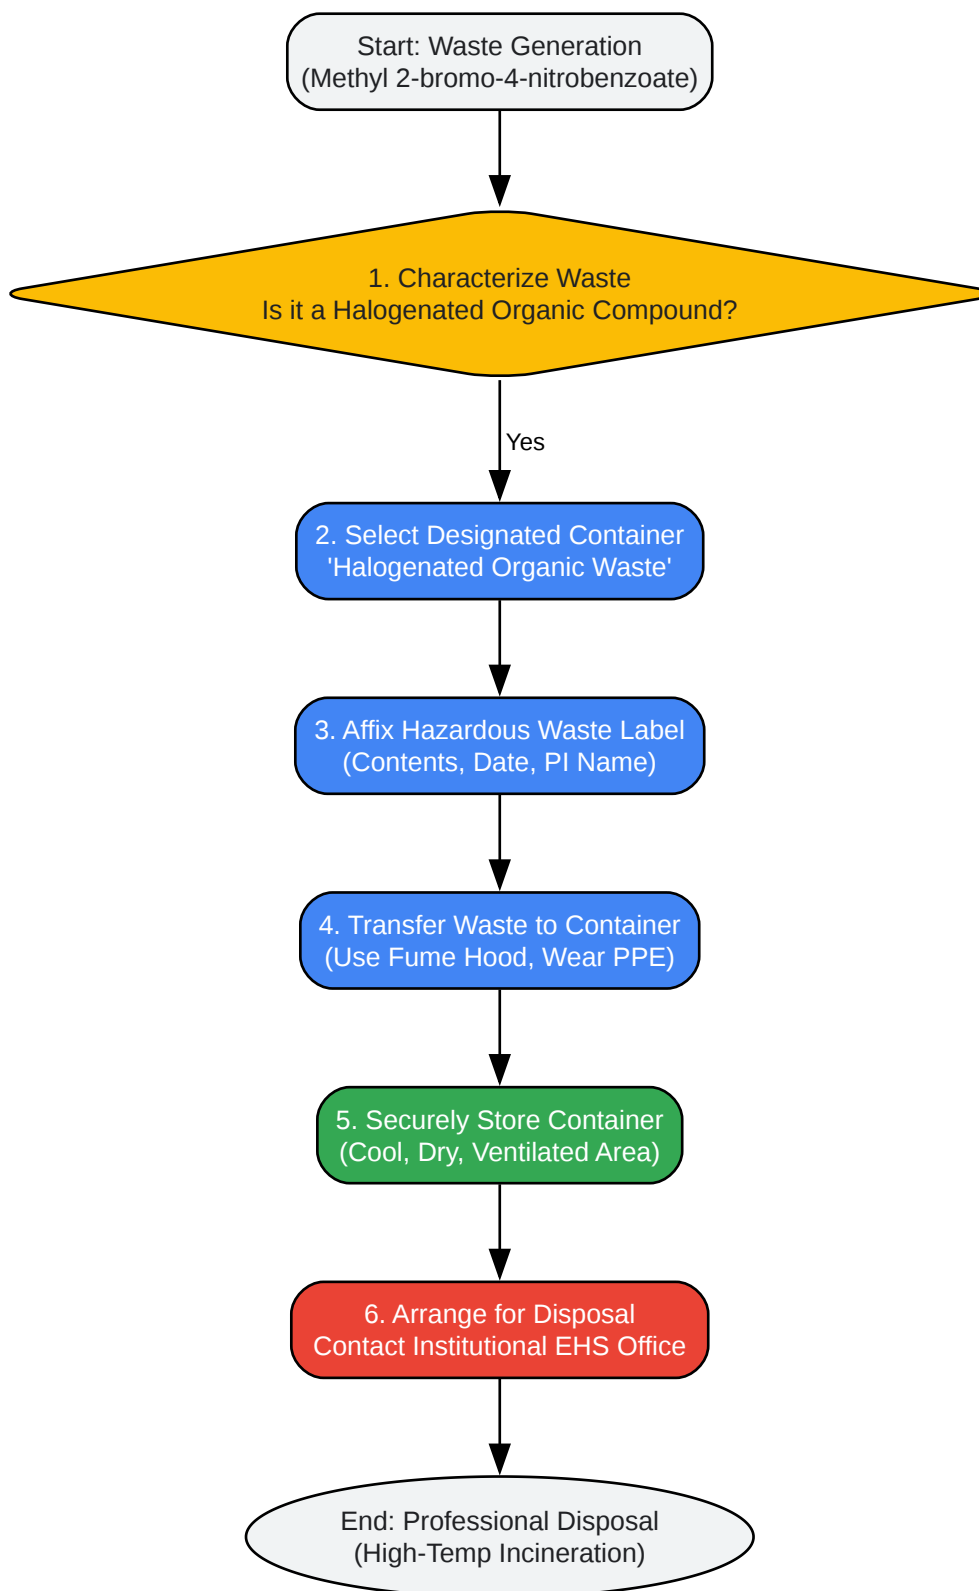 Start: Waste Generation
(Methyl 2-bromo-4-nitrobenzoate)
1. Characterize Waste
Is it a Halogenated Organic Compound?
Yes
2. Select Designated Container
'Halogenated Organic Waste'
3. Affix Hazardous Waste Label
(Contents, Date, PI Name)
4. Transfer Waste to Container
(Use Fume Hood, Wear PPE)
5. Securely Store Container
(Cool, Dry, Ventilated Area)
6. Arrange for Disposal
Contact Institutional EHS Office
End: Professional Disposal
(High-Temp Incineration)